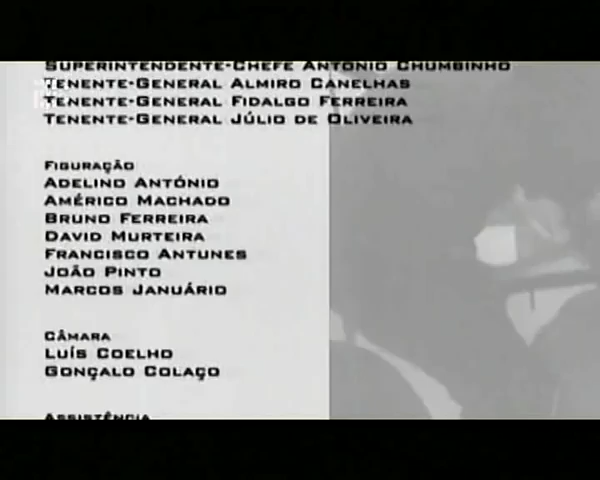 Superintendente-Chefe António Chumbinho
Tenente-General Almiro Canelhas
Tenente-General Fidalgo Ferreira
Tenente-General Júlio de Oliveira
Figuração
Adelino António
Américo Machado
Bruno Ferreira
David Murteira
Francisco Antunes
João Pinto
Marcos Januário
Câmara
Luís Coelho
Gonçalo Colaço
Assistência